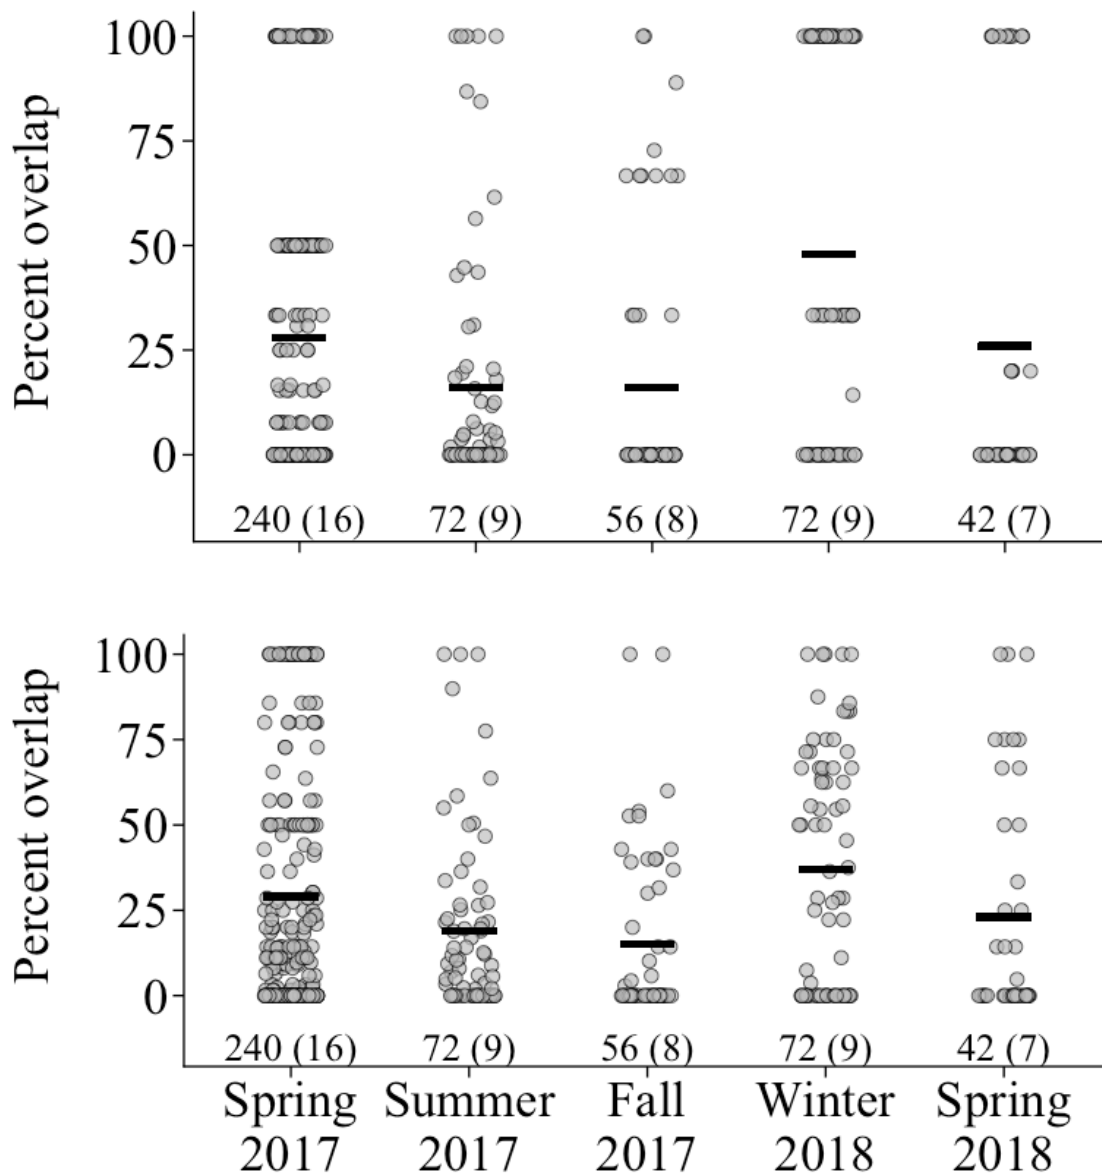 Percent overlap
100
75
50
25
0
240 (16) 72 (9) 56 (8) 72 (9) 42 (7)
Percent overlap
100
75
50
25
0
240 (16) 72 (9) 56 (8) 72 (9) 42 (7)
Spring Summer Fall Winter Spring
2017 2017 2017 2018 2018